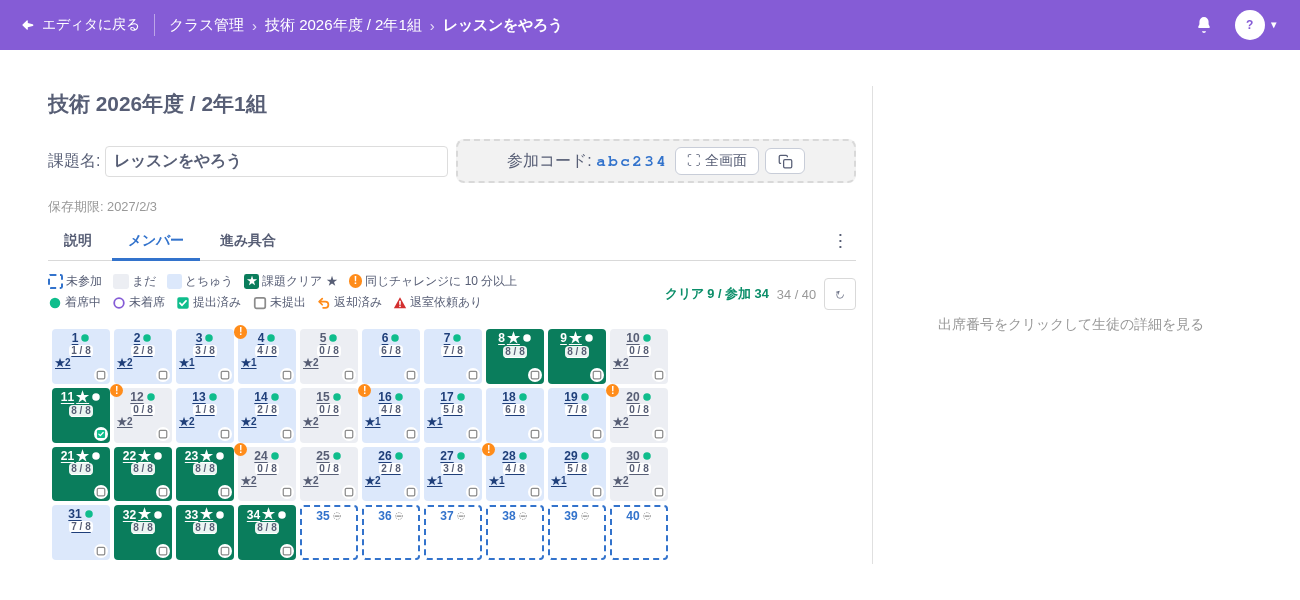 エディタに戻る クラス管理 › 技術 2026年度 / 2年1組 › レッスンをやろう ? ▼
技術 2026年度 / 2年1組
課題名: レッスンをやろう 参加コード: abc234 全画面
保存期限: 2027/2/3
説明 メンバー 進み具合
未参加 まだ とちゅう 課題クリア ★ ! 同じチャレンジに 10 分以上
着席中 未着席 提出済み 未提出 返却済み 退室依頼あり
クリア 9 / 参加 34 34 / 40
出席番号をクリックして生徒の詳細を見る
1 2 3 ! 4 5 6 7 8★ 9★ 10
1 / 8 2 / 8 3 / 8 4 / 8 0 / 8 6 / 8 7 / 8 8 / 8 8 / 8 0 / 8
★2 ★2 ★1 ★1 ★2 ★2
11★ ! 12 13 14 15 ! 16 17 18 19 ! 20
8 / 8 0 / 8 1 / 8 2 / 8 0 / 8 4 / 8 5 / 8 6 / 8 7 / 8 0 / 8
★2 ★2 ★2 ★2 ★1 ★1 ★2
21★ 22★ 23★ ! 24 25 26 27 ! 28 29 30
8 / 8 8 / 8 8 / 8 0 / 8 0 / 8 2 / 8 3 / 8 4 / 8 5 / 8 0 / 8
★2 ★2 ★2 ★1 ★1 ★1 ★2
31 32★ 33★ 34★ 35 36 37 38 39 40
7 / 8 8 / 8 8 / 8 8 / 8